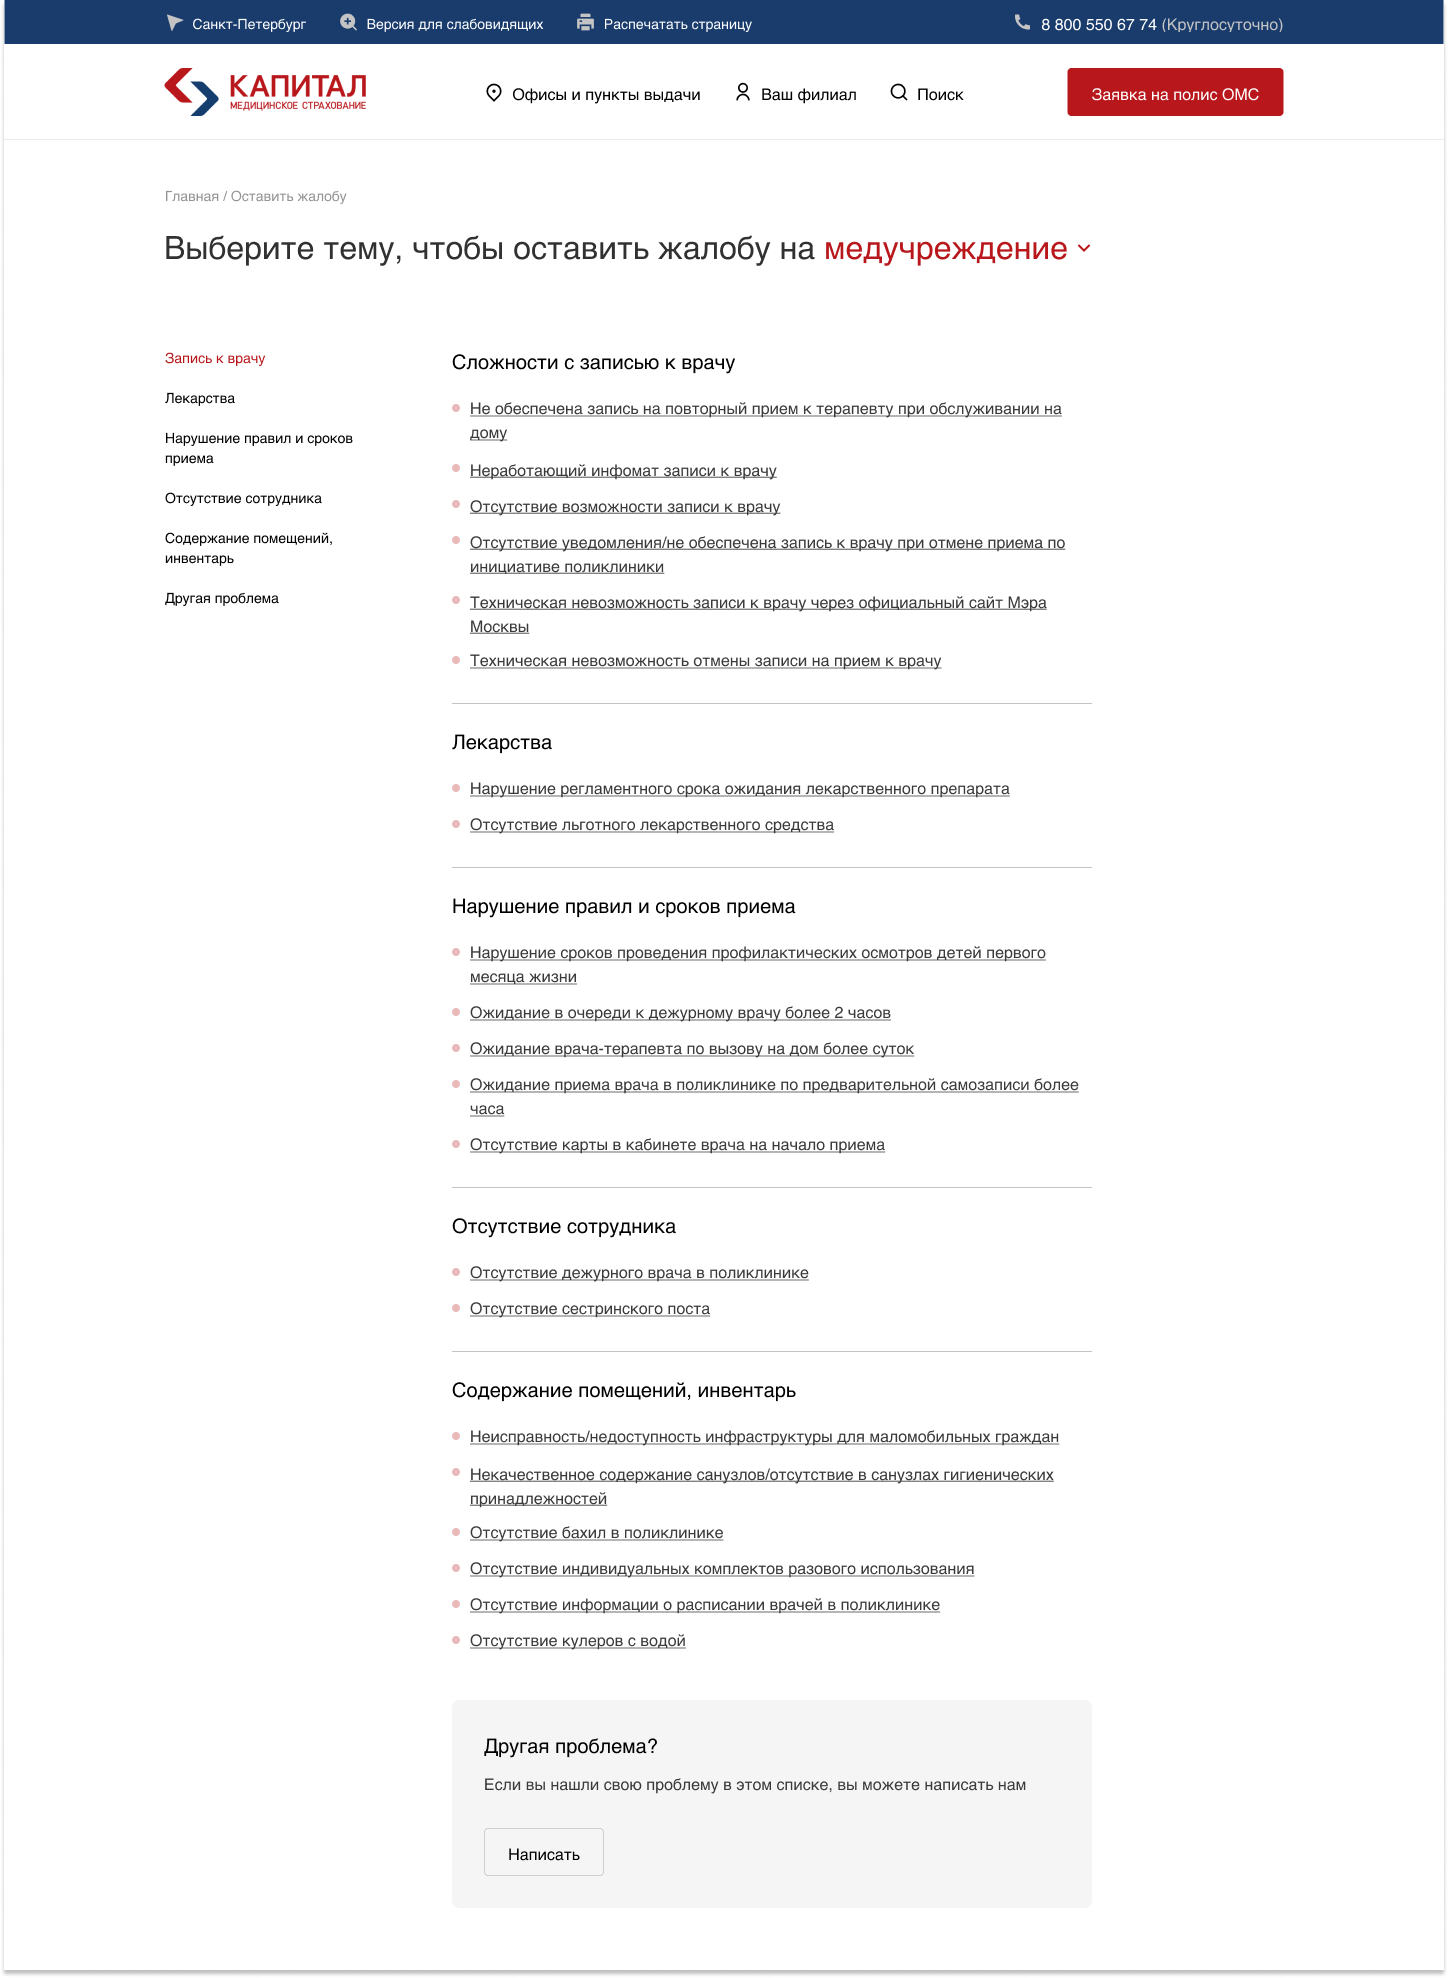 Санкт-Петербург
Версия для слабовидящих
Распечатать страницу
8 800 550 67 74 (Круглосуточно)
КАПИТАЛ
МЕДИЦИНСКОЕ СТРАХОВАНИЕ
Офисы и пункты выдачи
Ваш филиал
Поиск
Заявка на полис ОМС
Главная / Оставить жалобу
Выберите тему, чтобы оставить жалобу на медучреждение
Запись к врачу
Лекарства
Нарушение правил и сроков
приема
Отсутствие сотрудника
Содержание помещений,
инвентарь
Другая проблема
Сложности с записью к врачу
Не обеспечена запись на повторный прием к терапевту при обслуживании на
дому
Неработающий инфомат записи к врачу
Отсутствие возможности записи к врачу
Отсутствие уведомления/не обеспечена запись к врачу при отмене приема по
инициативе поликлиники
Техническая невозможность записи к врачу через официальный сайт Мэра
Москвы
Техническая невозможность отмены записи на прием к врачу
Лекарства
Нарушение регламентного срока ожидания лекарственного препарата
Отсутствие льготного лекарственного средства
Нарушение правил и сроков приема
Нарушение сроков проведения профилактических осмотров детей первого
месяца жизни
Ожидание в очереди к дежурному врачу более 2 часов
Ожидание врача-терапевта по вызову на дом более суток
Ожидание приема врача в поликлинике по предварительной самозаписи более
часа
Отсутствие карты в кабинете врача на начало приема
Отсутствие сотрудника
Отсутствие дежурного врача в поликлинике
Отсутствие сестринского поста
Содержание помещений, инвентарь
Неисправность/недоступность инфраструктуры для маломобильных граждан
Некачественное содержание санузлов/отсутствие в санузлах гигиенических
принадлежностей
Отсутствие бахил в поликлинике
Отсутствие индивидуальных комплектов разового использования
Отсутствие информации о расписании врачей в поликлинике
Отсутствие кулеров с водой
Другая проблема?
Если вы нашли свою проблему в этом списке, вы можете написать нам
Написать